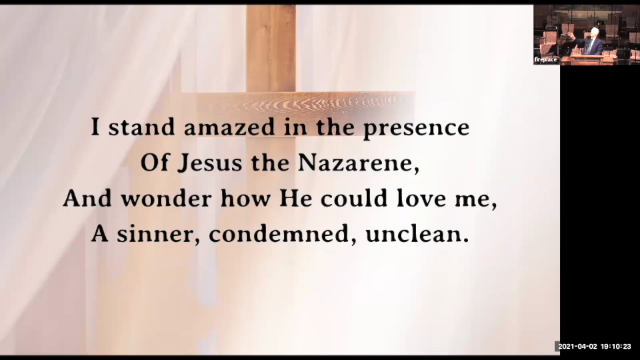 fireplace
I stand amazed in the presence
Of Jesus the Nazarene,
And wonder how He could love me,
A sinner, condemned, unclean.
2021-04-02 19:10:23